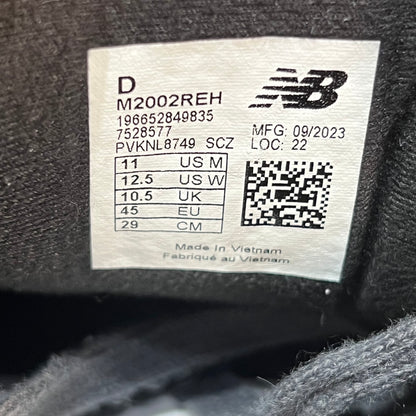 D
M2002REH
196652849835
7528577
PVKNL8749 SCZ
NB
MFG: 09/2023
LOC: 22
11 US M
12.5 US W
10.5 UK
45 EU
29 CM
Made In Vietnam
Fabriqué au Vietnam